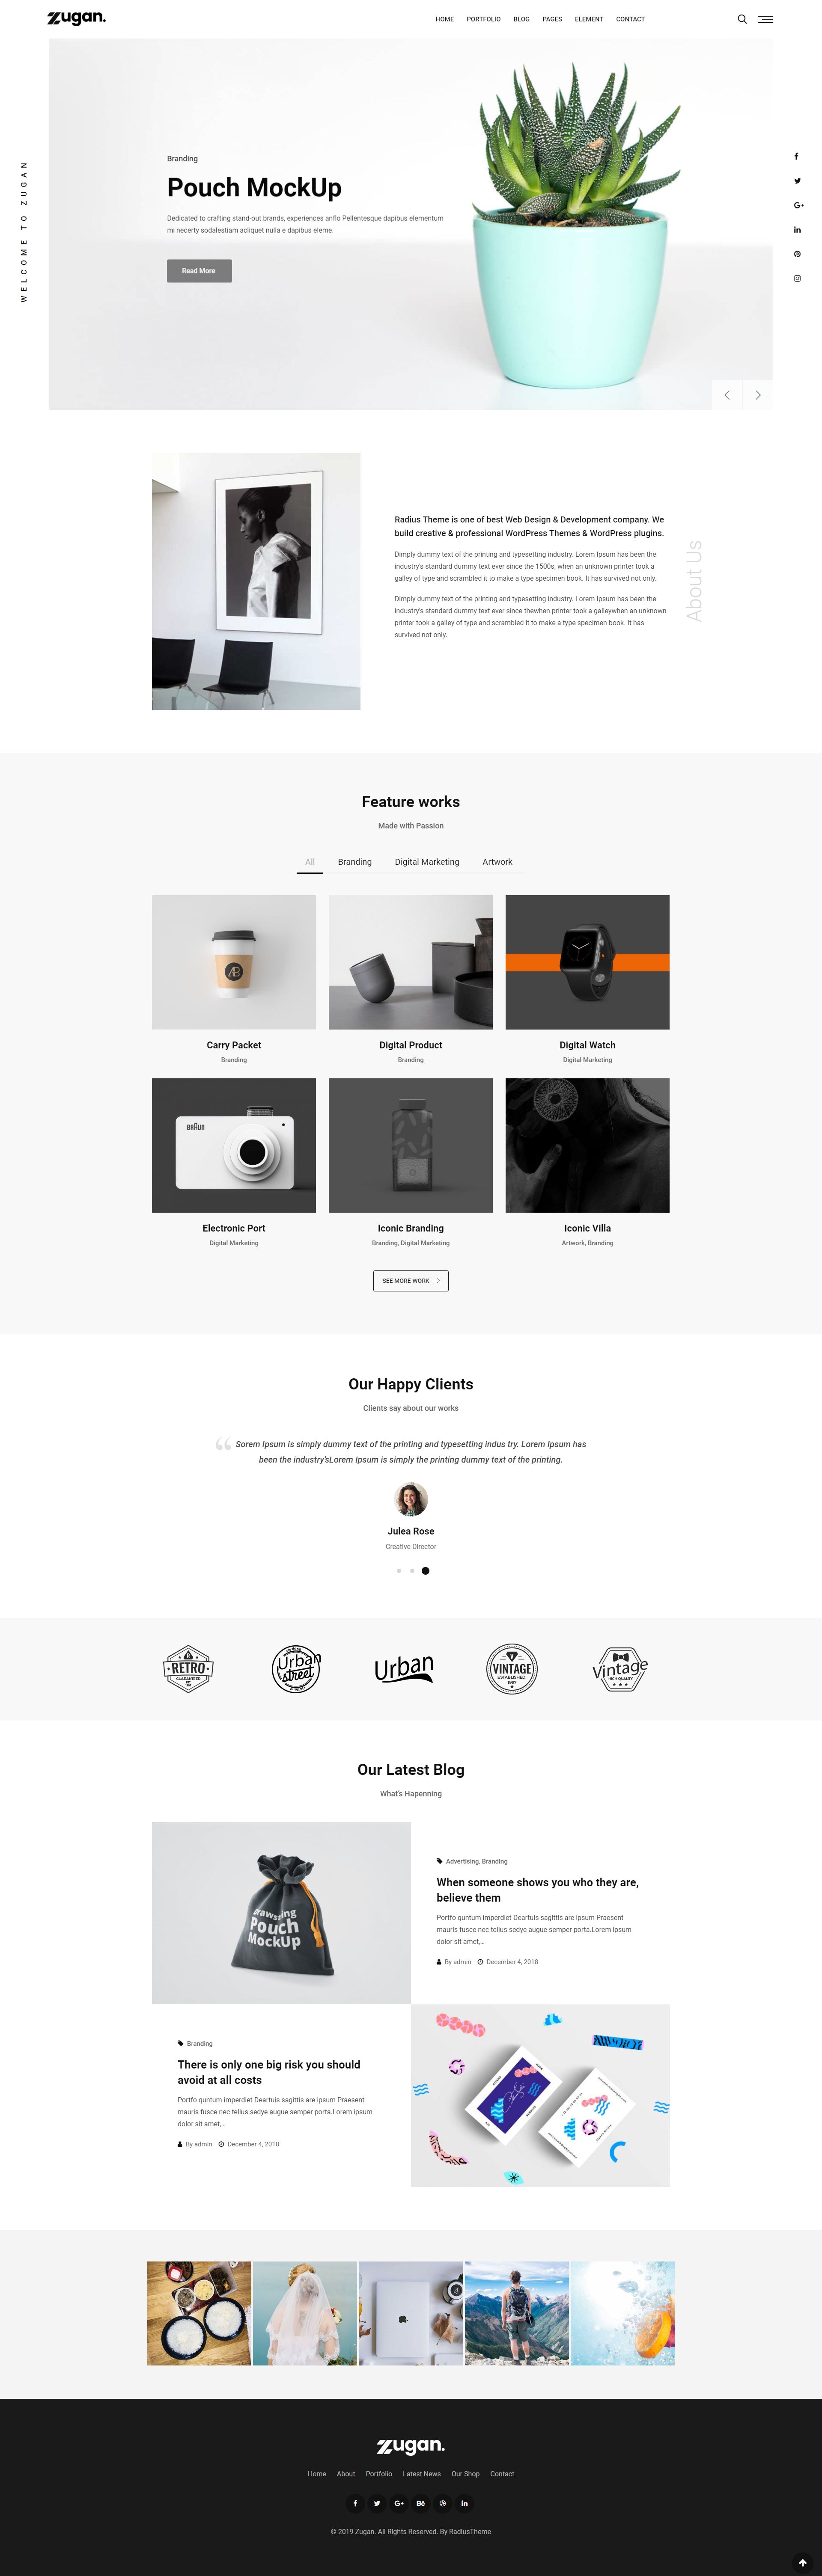 Zugan.
HOME PORTFOLIO BLOG PAGES ELEMENT CONTACT
WELCOME TO ZUGAN
Branding
Pouch MockUp
Dedicated to crafting stand-out brands, experiences anflo Pellentesque dapibus elementum
mi necerty sodalestiam acliquet nulla e dapibus eleme.
Read More
Radius Theme is one of best Web Design & Development company. We
build creative & professional WordPress Themes & WordPress plugins.
Dimply dummy text of the printing and typesetting industry. Lorem Ipsum has been the
industry's standard dummy text ever since the 1500s, when an unknown printer took a
galley of type and scrambled it to make a type specimen book. It has survived not only.
Dimply dummy text of the printing and typesetting industry. Lorem Ipsum has been the
industry's standard dummy text ever since thewhen printer took a galleywhen an unknown
printer took a galley of type and scrambled it to make a type specimen book. It has
survived not only.
About Us
Feature works
Made with Passion
All Branding Digital Marketing Artwork
AB
Carry Packet
Branding
Digital Product
Branding
Digital Watch
Digital Marketing
BRAUN
Electronic Port
Digital Marketing
Iconic Branding
Branding, Digital Marketing
Iconic Villa
Artwork, Branding
SEE MORE WORK
Our Happy Clients
Clients say about our works
“ Sorem Ipsum is simply dummy text of the printing and typesetting indus try. Lorem Ipsum has
been the industry'sLorem Ipsum is simply the printing dummy text of the printing.
Julea Rose
Creative Director
RETRO
GUARANTEED
Urban
street
Urban
VINTAGE
ESTABLISHED
Vintage
HIGH QUALITY
Our Latest Blog
What's Hapenning
Drawstring
Pouch
MockUp
Advertising, Branding
When someone shows you who they are,
believe them
Portfo quntum imperdiet Deartuis sagittis are ipsum Praesent
mauris fusce nec tellus sedye augue semper porta.Lorem ipsum
dolor sit amet,...
By admin December 4, 2018
Branding
There is only one big risk you should
avoid at all costs
Portfo quntum imperdiet Deartuis sagittis are ipsum Praesent
mauris fusce nec tellus sedye augue semper porta.Lorem ipsum
dolor sit amet,...
By admin December 4, 2018
Zugan.
Home About Portfolio Latest News Our Shop Contact
© 2019 Zugan. All Rights Reserved. By RadiusTheme